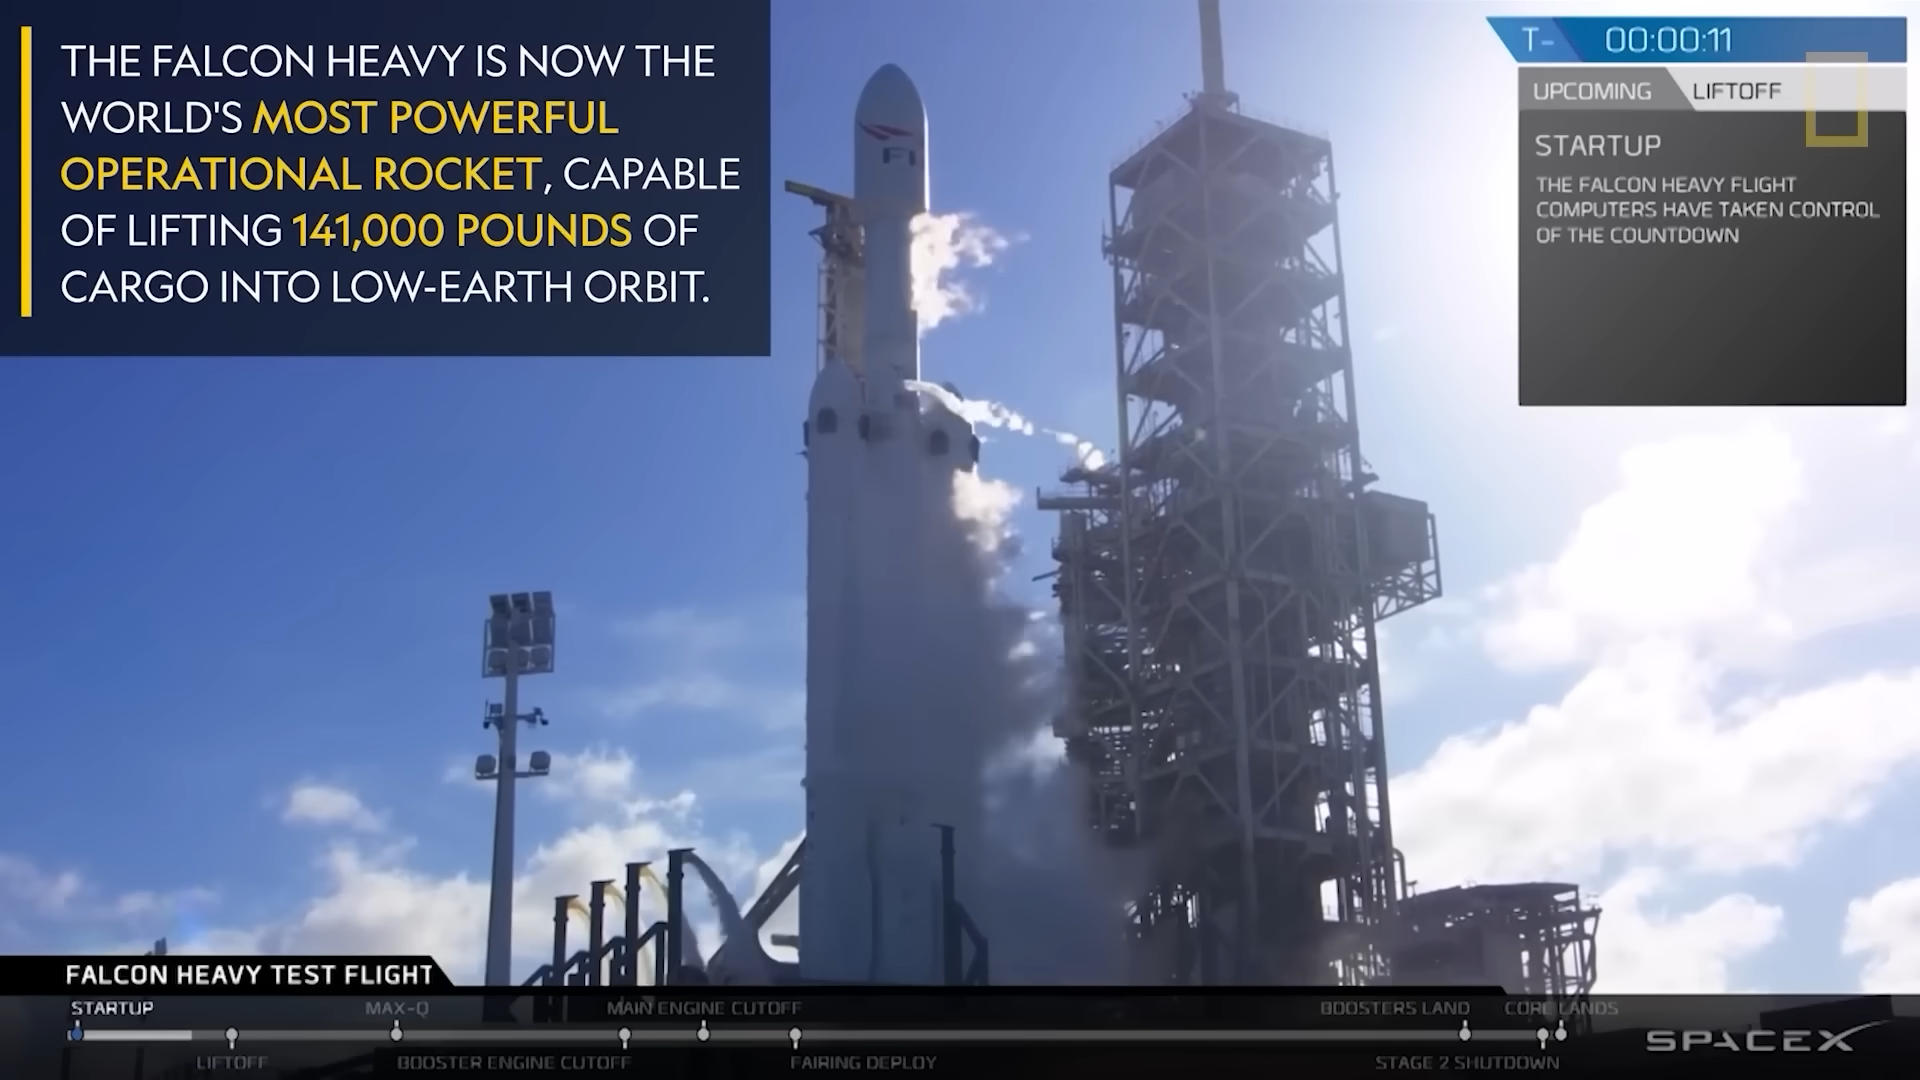 THE FALCON HEAVY IS NOW THE
WORLD'S MOST POWERFUL
OPERATIONAL ROCKET, CAPABLE
OF LIFTING 141,000 POUNDS OF
CARGO INTO LOW-EARTH ORBIT.
T- 00:00:11
UPCOMING LIFTOFF
STARTUP
THE FALCON HEAVY FLIGHT
COMPUTERS HAVE TAKEN CONTROL
OF THE COUNTDOWN
FALCON HEAVY TEST FLIGHT
STARTUP MAX-Q MAIN ENGINE CUTOFF BOOSTERS LAND CORE LANDS
LIFTOFF BOOSTER ENGINE CUTOFF FAIRING DEPLOY STAGE 2 SHUTDOWN
SPACEX